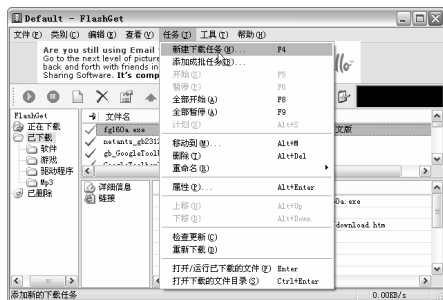 Default - FlashGet
文件(F) 类别(C) 编辑(E) 查看(V) 任务(J) 工具(T) 帮助(H)
Are you still using Email
Go to the next level of picture
back and forth with friends in
Sharing Software. It's comp
llo
新建下载任务(N)... F4
添加成批任务(B)...
开始(S) F5
暂停(P) F6
全部开始(A) F8
全部暂停(A) F9
计划(S) Alt+S
移动到(M)... Alt+M
删除(T) Alt+Del
重命名(R)
属性(P)... Alt+Enter
上移(U) Alt+Up
下移(D) Alt+Down
检查更新(C)
重新下载(D)
打开/运行已下载的文件(P) Enter
打开下载的文件目录(S) Ctrl+Enter
FlashGet
正在下载
已下载
软件
游戏
驱动程序
Mp3
已删除
文件名
fg160a.exe
netants_gb2312
gb_GoogleTool
文版
详细信息
链接
0a.exe
download.htm
添加新的下载任务
0.00KB/s